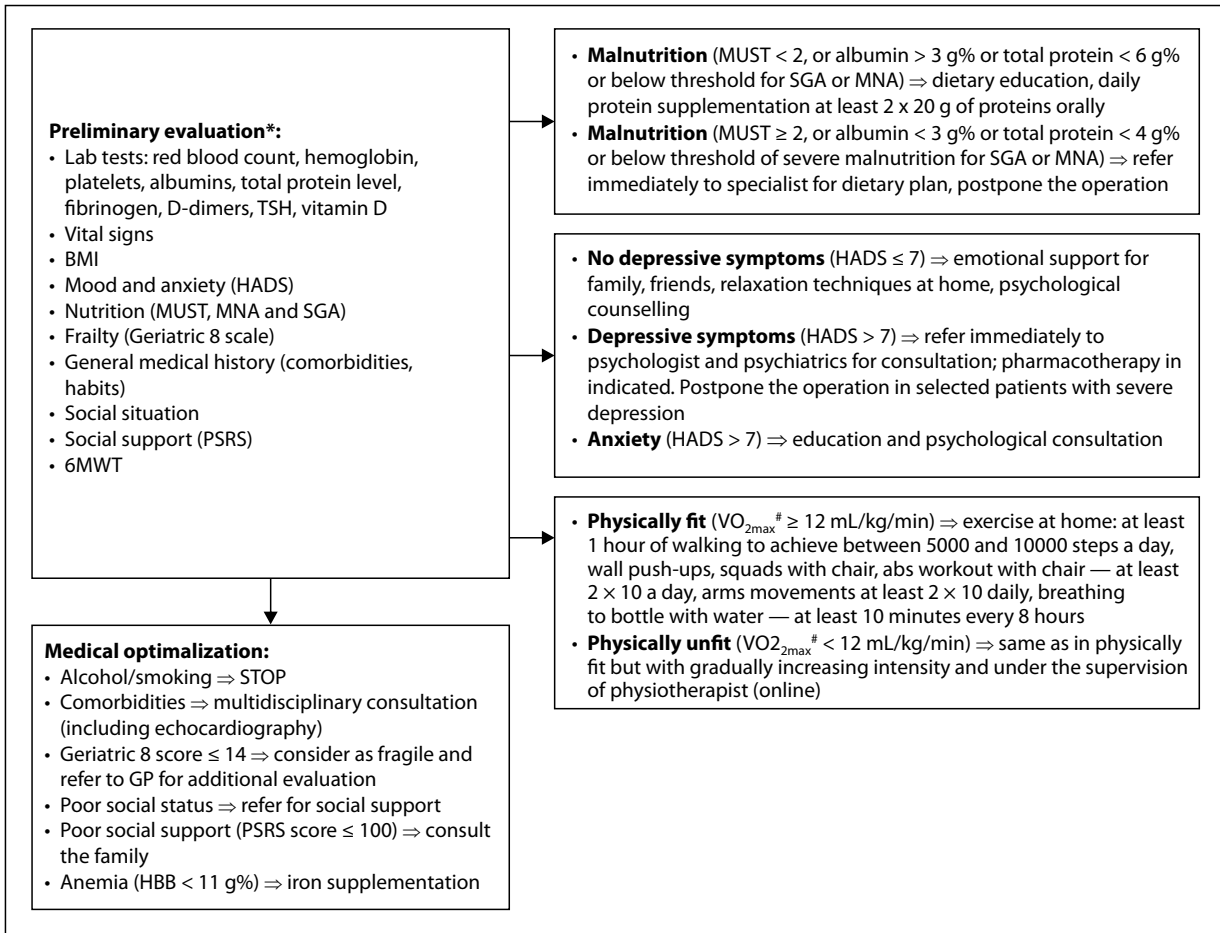 Preliminary evaluation*:
• Lab tests: red blood count, hemoglobin,
platelets, albumins, total protein level,
fibrinogen, D-dimers, TSH, vitamin D
• Vital signs
• BMI
• Mood and anxiety (HADS)
• Nutrition (MUST, MNA and SGA)
• Frailty (Geriatric 8 scale)
• General medical history (comorbidities,
habits)
• Social situation
• Social support (PSRS)
• 6MWT
• Malnutrition (MUST < 2, or albumin > 3 g% or total protein < 6 g%
or below threshold for SGA or MNA) ⇒ dietary education, daily
protein supplementation at least 2 x 20 g of proteins orally
• Malnutrition (MUST ≥ 2, or albumin < 3 g% or total protein < 4 g%
or below threshold of severe malnutrition for SGA or MNA) ⇒ refer
immediately to specialist for dietary plan, postpone the operation
• No depressive symptoms (HADS ≤ 7) ⇒ emotional support for
family, friends, relaxation techniques at home, psychological
counselling
• Depressive symptoms (HADS > 7) ⇒ refer immediately to
psychologist and psychiatrics for consultation; pharmacotherapy in
indicated. Postpone the operation in selected patients with severe
depression
• Anxiety (HADS > 7) ⇒ education and psychological consultation
• Physically fit (VO2max# ≥ 12 mL/kg/min) ⇒ exercise at home: at least
1 hour of walking to achieve between 5000 and 10000 steps a day,
wall push-ups, squads with chair, abs workout with chair — at least
2 × 10 a day, arms movements at least 2 × 10 daily, breathing
to bottle with water — at least 10 minutes every 8 hours
• Physically unfit (VO22max# < 12 mL/kg/min) ⇒ same as in physically
fit but with gradually increasing intensity and under the supervision
of physiotherapist (online)
Medical optimalization:
• Alcohol/smoking ⇒ STOP
• Comorbidities ⇒ multidisciplinary consultation
(including echocardiography)
• Geriatric 8 score ≤ 14 ⇒ consider as fragile and
refer to GP for additional evaluation
• Poor social status ⇒ refer for social support
• Poor social support (PSRS score ≤ 100) ⇒ consult
the family
• Anemia (HBB < 11 g%) ⇒ iron supplementation